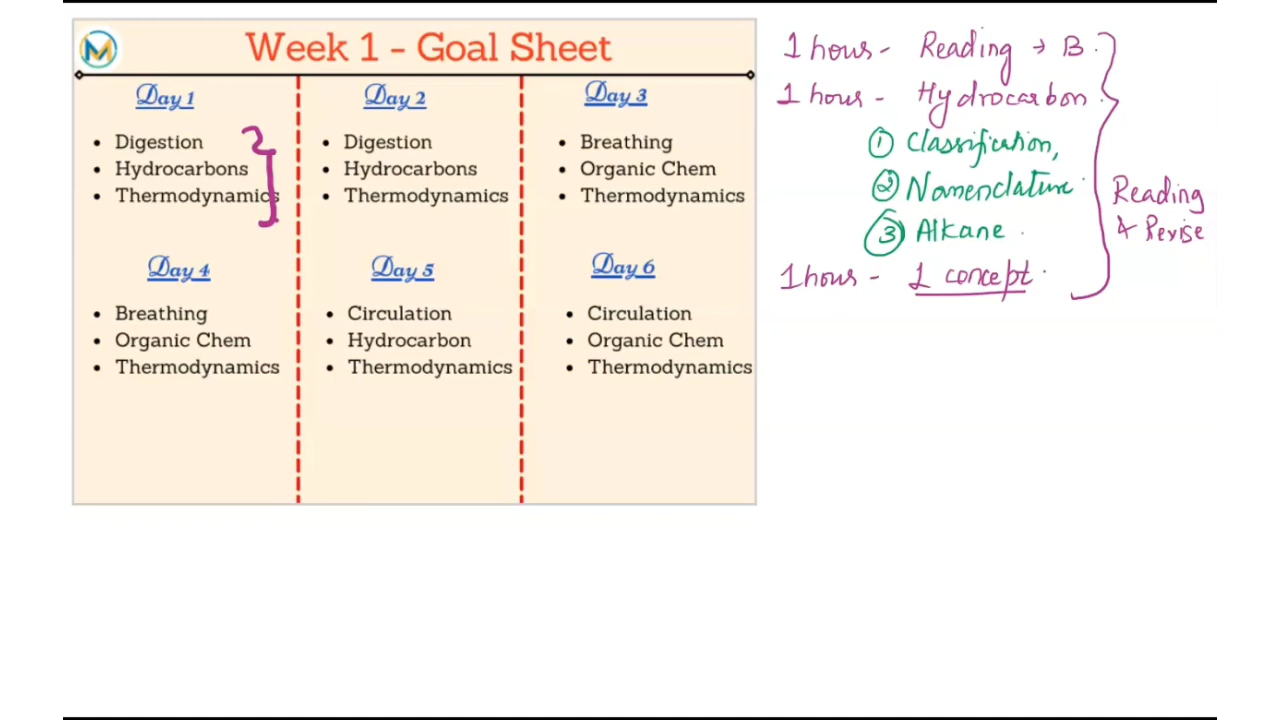 Week 1 - Goal Sheet
Day 1
• Digestion
• Hydrocarbons
• Thermodynamics
Day 2
• Digestion
• Hydrocarbons
• Thermodynamics
Day 3
• Breathing
• Organic Chem
• Thermodynamics
Day 4
• Breathing
• Organic Chem
• Thermodynamics
Day 5
• Circulation
• Hydrocarbon
• Thermodynamics
Day 6
• Circulation
• Organic Chem
• Thermodynamics
1 hours - Reading → B.
1 hours - Hydrocarbon.
① Classification,
② Nomenclature.
③ Alkane.
1 hours - 1 concept.
Reading
& Revise